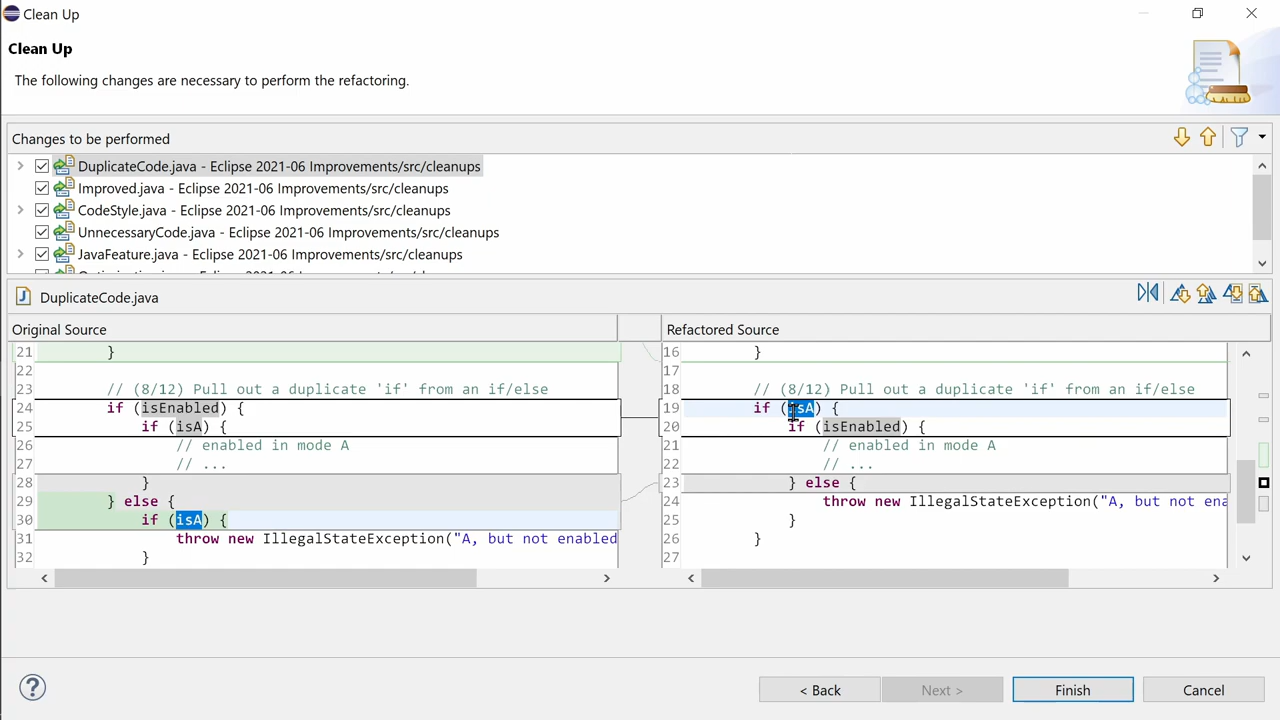 Clean Up
Clean Up
The following changes are necessary to perform the refactoring.
Changes to be performed
DuplicateCode.java - Eclipse 2021-06 Improvements/src/cleanups
Improved.java - Eclipse 2021-06 Improvements/src/cleanups
CodeStyle.java - Eclipse 2021-06 Improvements/src/cleanups
UnnecessaryCode.java - Eclipse 2021-06 Improvements/src/cleanups
JavaFeature.java - Eclipse 2021-06 Improvements/src/cleanups
DuplicateCode.java
Original Source
21 }
22
23 // (8/12) Pull out a duplicate 'if' from an if/else
24 if (isEnabled) {
25 if (isA) {
26 // enabled in mode A
27 // ...
28 }
29 } else {
30 if (isA) {
31 throw new IllegalStateException("A, but not enabled
32 }
Refactored Source
16 }
17
18 // (8/12) Pull out a duplicate 'if' from an if/else
19 if (isA) {
20 if (isEnabled) {
21 // enabled in mode A
22 // ...
23 } else {
24 throw new IllegalStateException("A, but not ena
25 }
26 }
27
< Back
Next >
Finish
Cancel